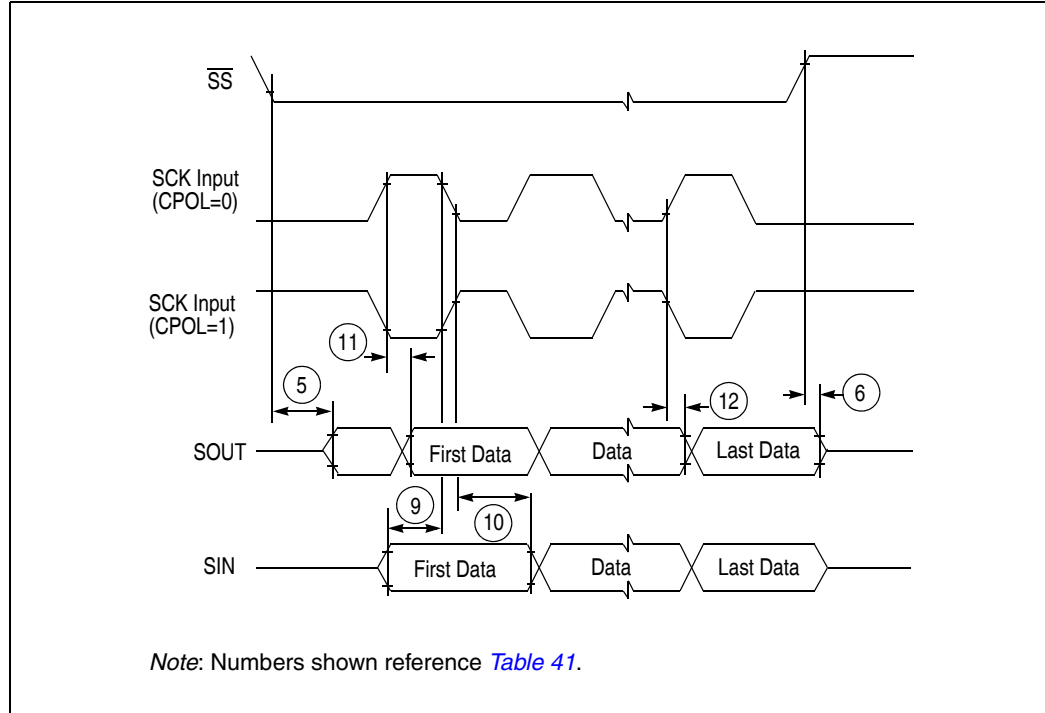 SS
SCK Input
(CPOL=0)
SCK Input
(CPOL=1)
11
5
12
6
SOUT
First Data
Data
Last Data
9
10
SIN
First Data
Data
Last Data
Note: Numbers shown reference Table 41.